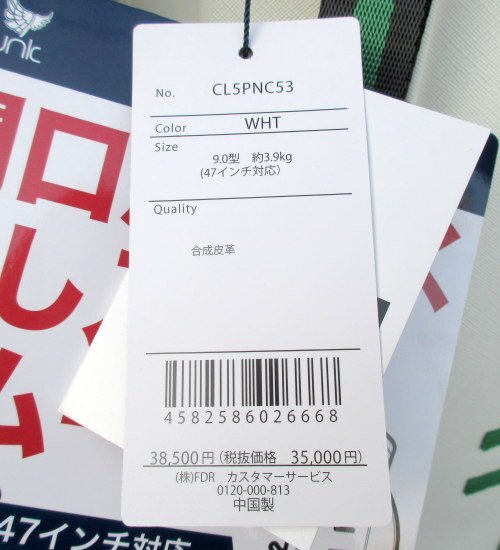 No. CL5PNC53
Color WHT
Size
9.0型 約3.9kg
(47インチ対応)
Quality
合成皮革
4582586026668
38,500円(税抜価格 35,000円)
(株)FDR カスタマーサービス
0120-000-813
中国製
47インチ対応